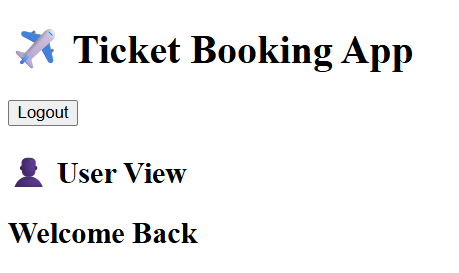 Ticket Booking App
Logout
User View
Welcome Back